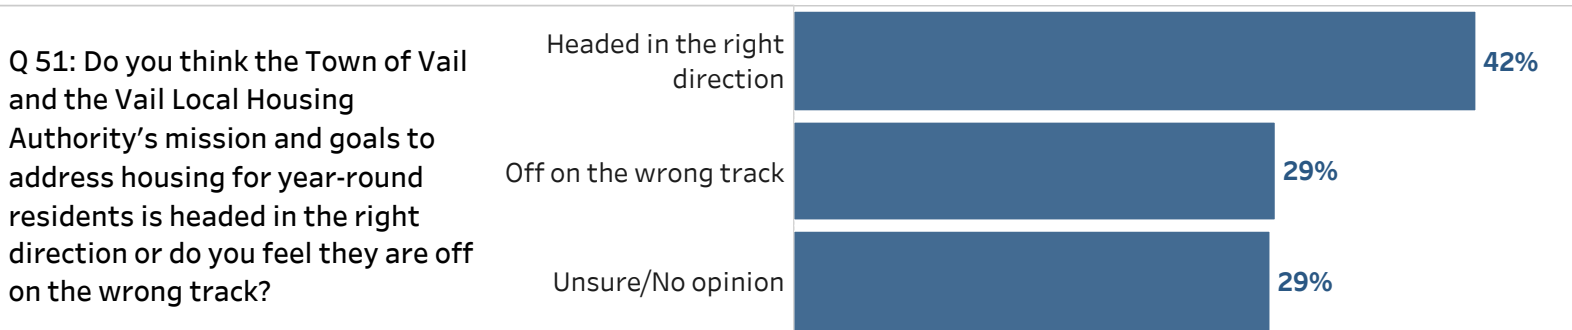 Q 51: Do you think the Town of Vail
and the Vail Local Housing
Authority's mission and goals to
address housing for year-round
residents is headed in the right
direction or do you feel they are off
on the wrong track?
Headed in the right
direction
42%
Off on the wrong track
29%
Unsure/No opinion
29%